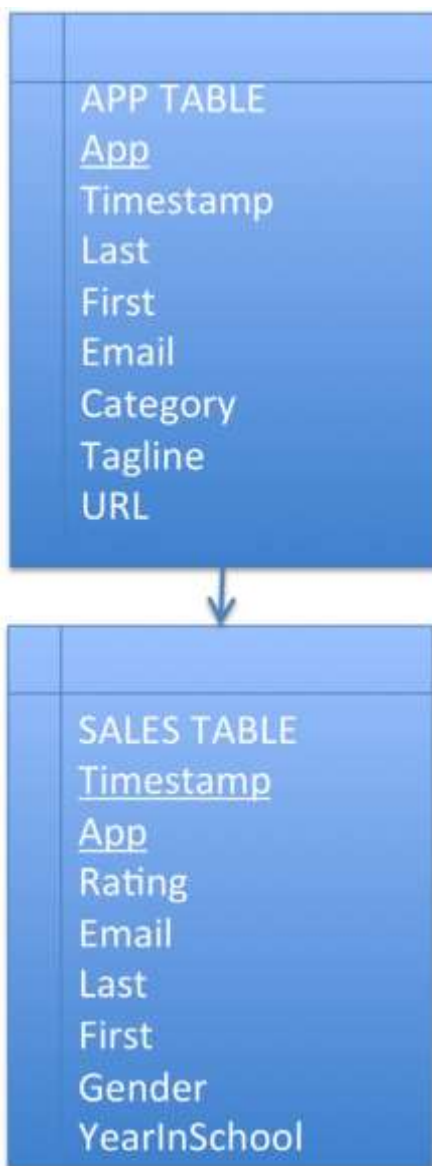 APP TABLE
App
Timestamp
Last
First
Email
Category
Tagline
URL
SALES TABLE
Timestamp
App
Rating
Email
Last
First
Gender
YearInSchool